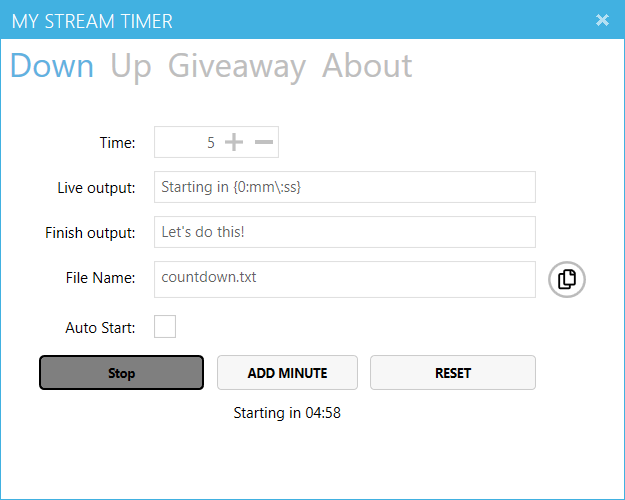 MY STREAM TIMER
Down Up Giveaway About
Time: 5
Live output: Starting in {0:mm\:ss}
Finish output: Let's do this!
File Name: countdown.txt
Auto Start:
Stop ADD MINUTE RESET
Starting in 04:58